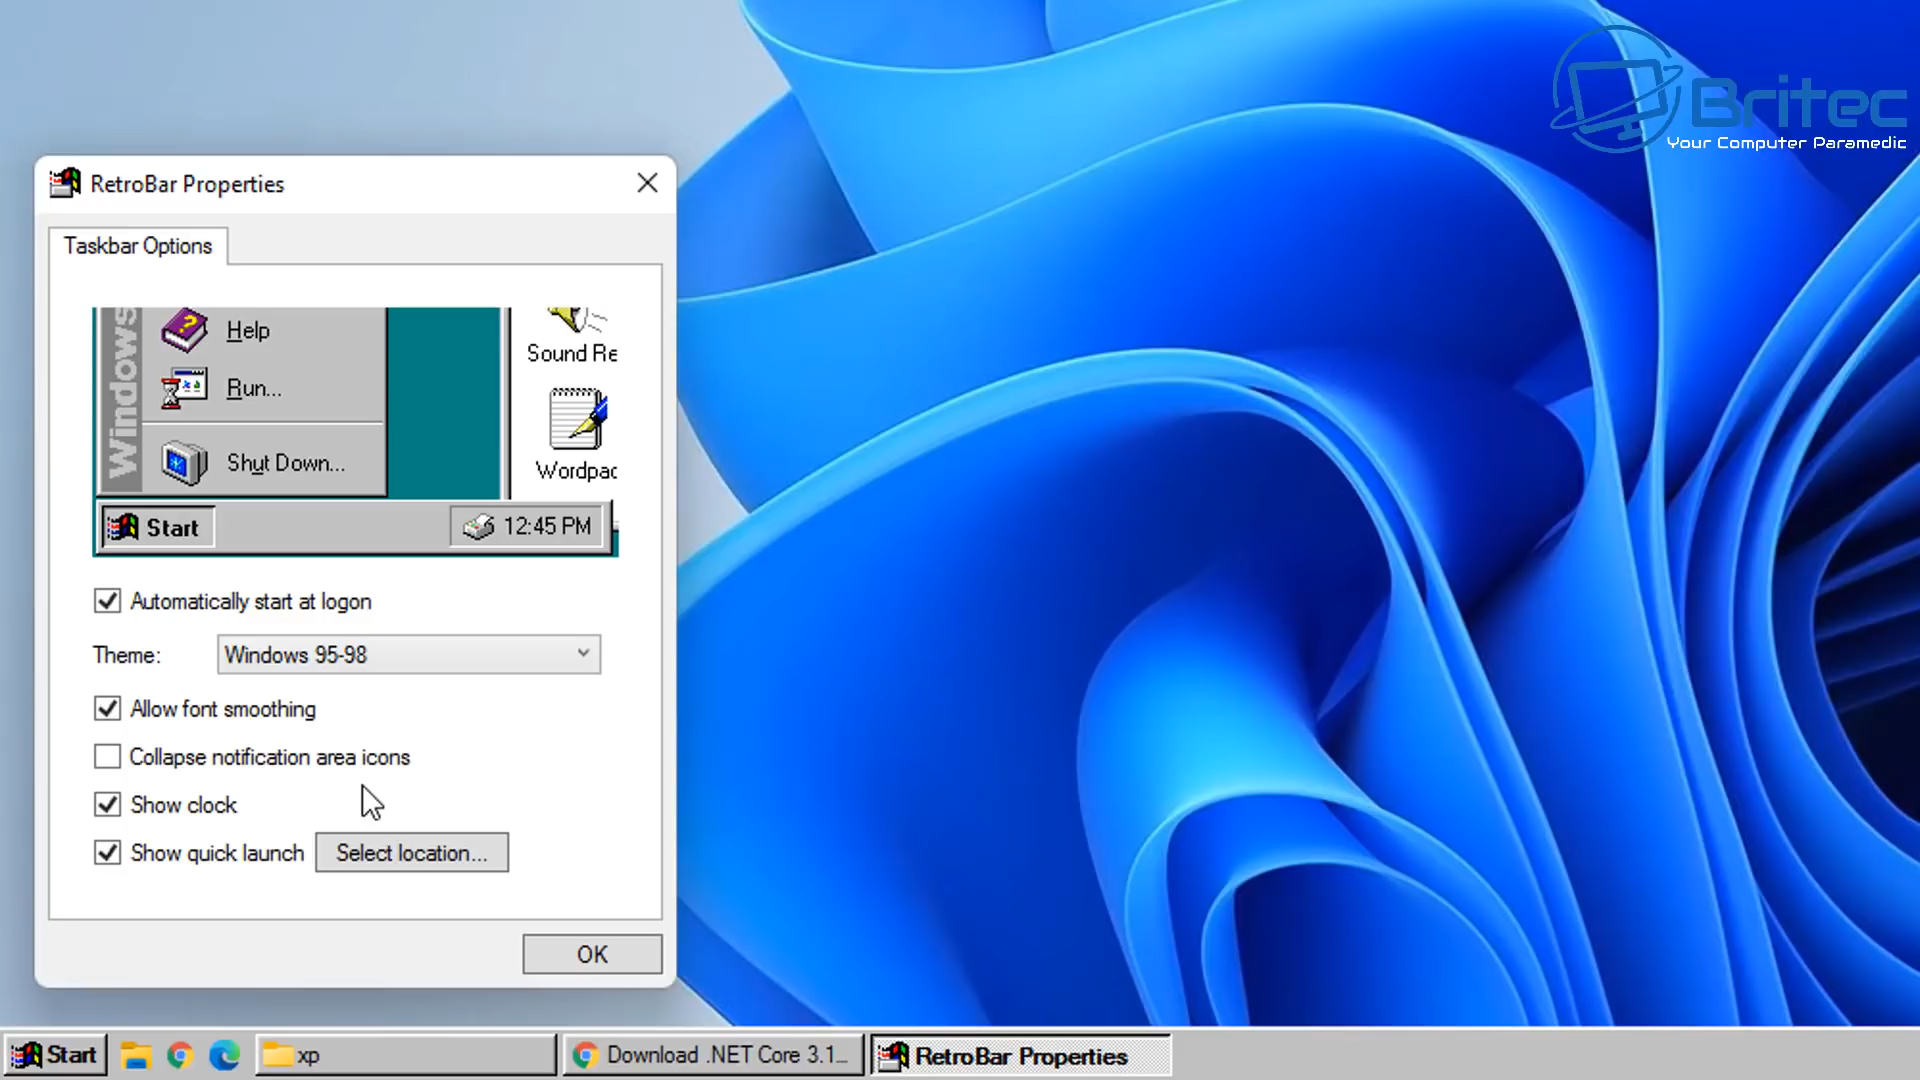 Britec
Your Computer Paramedic
RetroBar Properties
Taskbar Options
Windows
Help
Run...
Shut Down...
Sound Re
Wordpac
Start
12:45 PM
Automatically start at logon
Theme:
Windows 95-98
Allow font smoothing
Collapse notification area icons
Show clock
Show quick launch
Select location...
OK
Start
xp
Download .NET Core 3.1...
RetroBar Properties